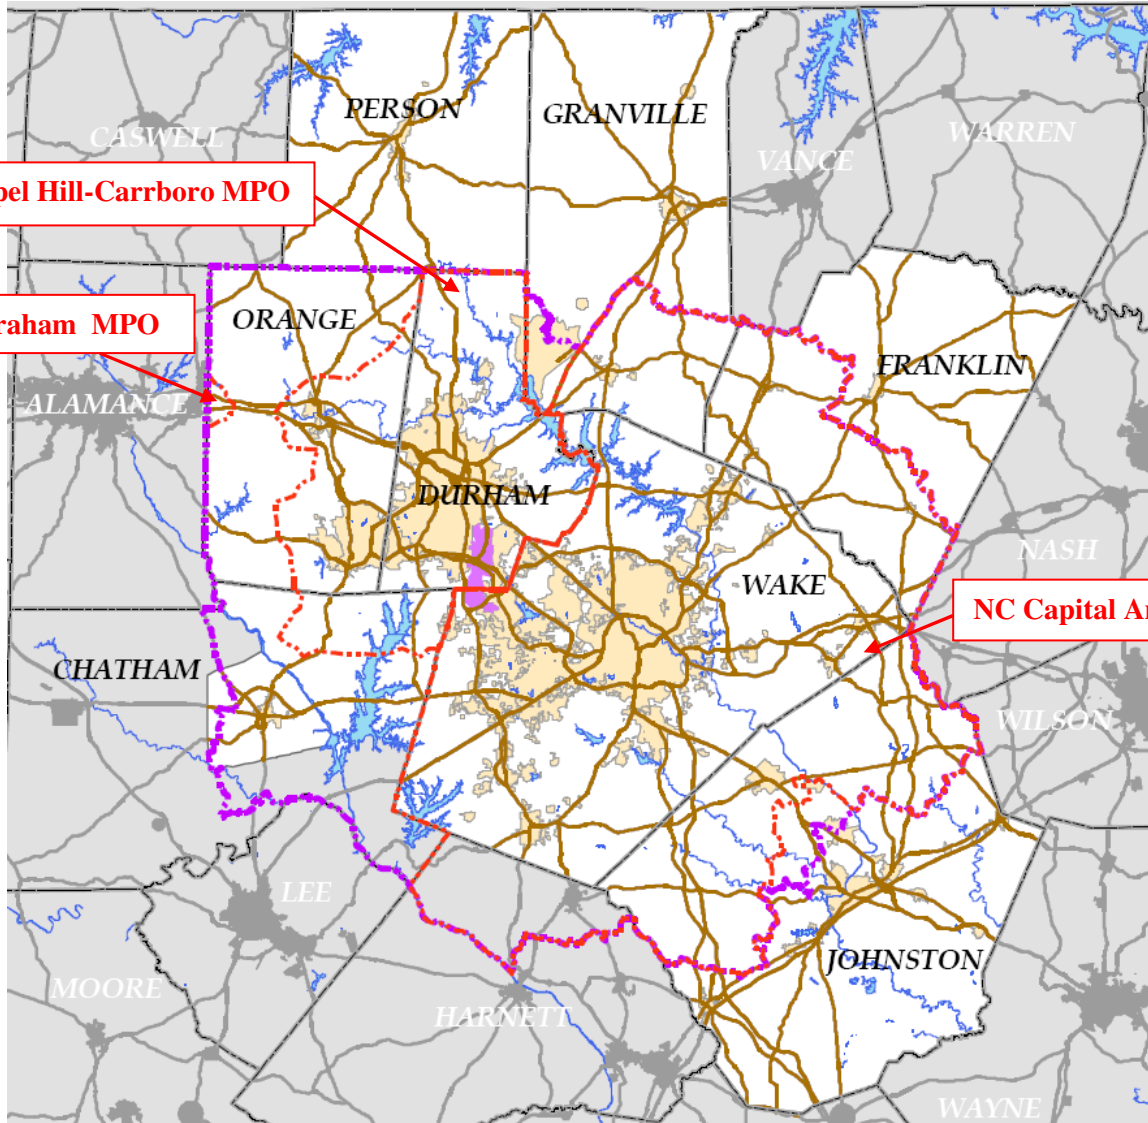 PERSON
GRANVILLE
CASWELL
WARREN
VANCE
pel Hill-Carrboro MPO
raham MPO
ORANGE
FRANKLIN
ALAMANCE
DURHAM
NASH
WAKE
NC Capital Ar
CHATHAM
WILSON
LEE
JOHNSTON
MOORE
HARNETT
WAYNE